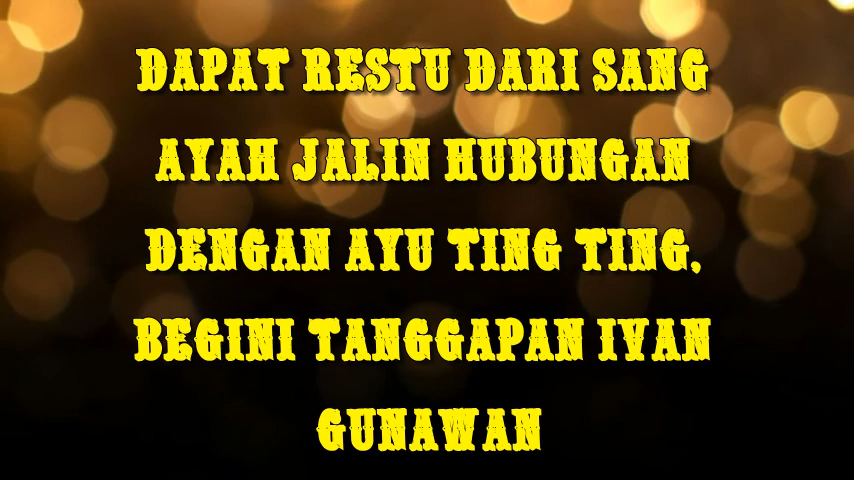 DAPAT RESTU DARI SANG
AYAH JALIN HUBUNGAN
DENGAN AYU TING TING,
BEGINI TANGGAPAN IVAN
GUNAWAN